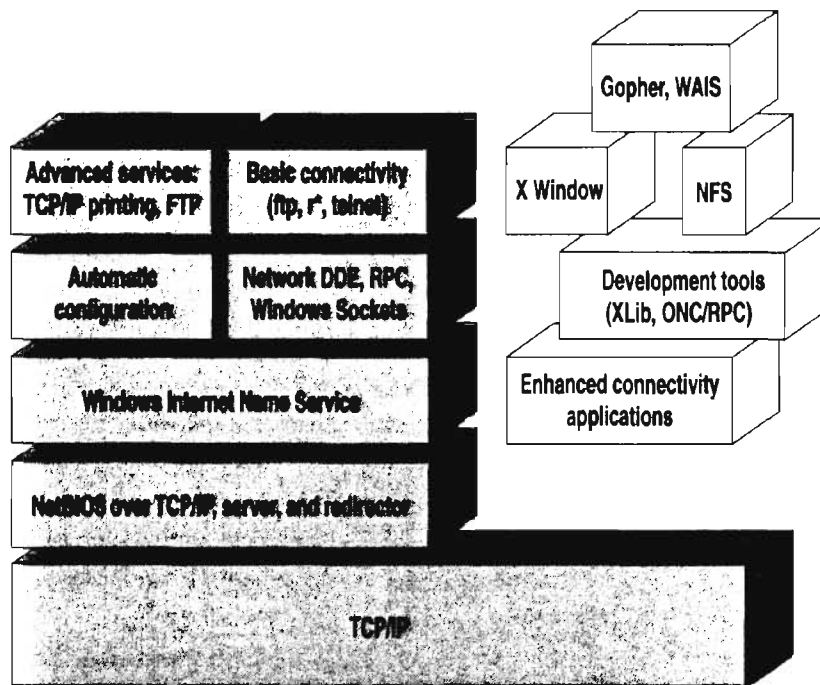 Gopher, WAIS
Advanced services:
TCP/IP printing, FTP
Basic connectivity
(ftp, r*, telnet)
X Window
NFS
Automatic
configuration
Network DDE, RPC,
Windows Sockets
Development tools
(XLib, ONC/RPC)
Windows Internet Name Service
Enhanced connectivity
applications
NetBIOS over TCP/IP, server, and redirector
TCP/IP